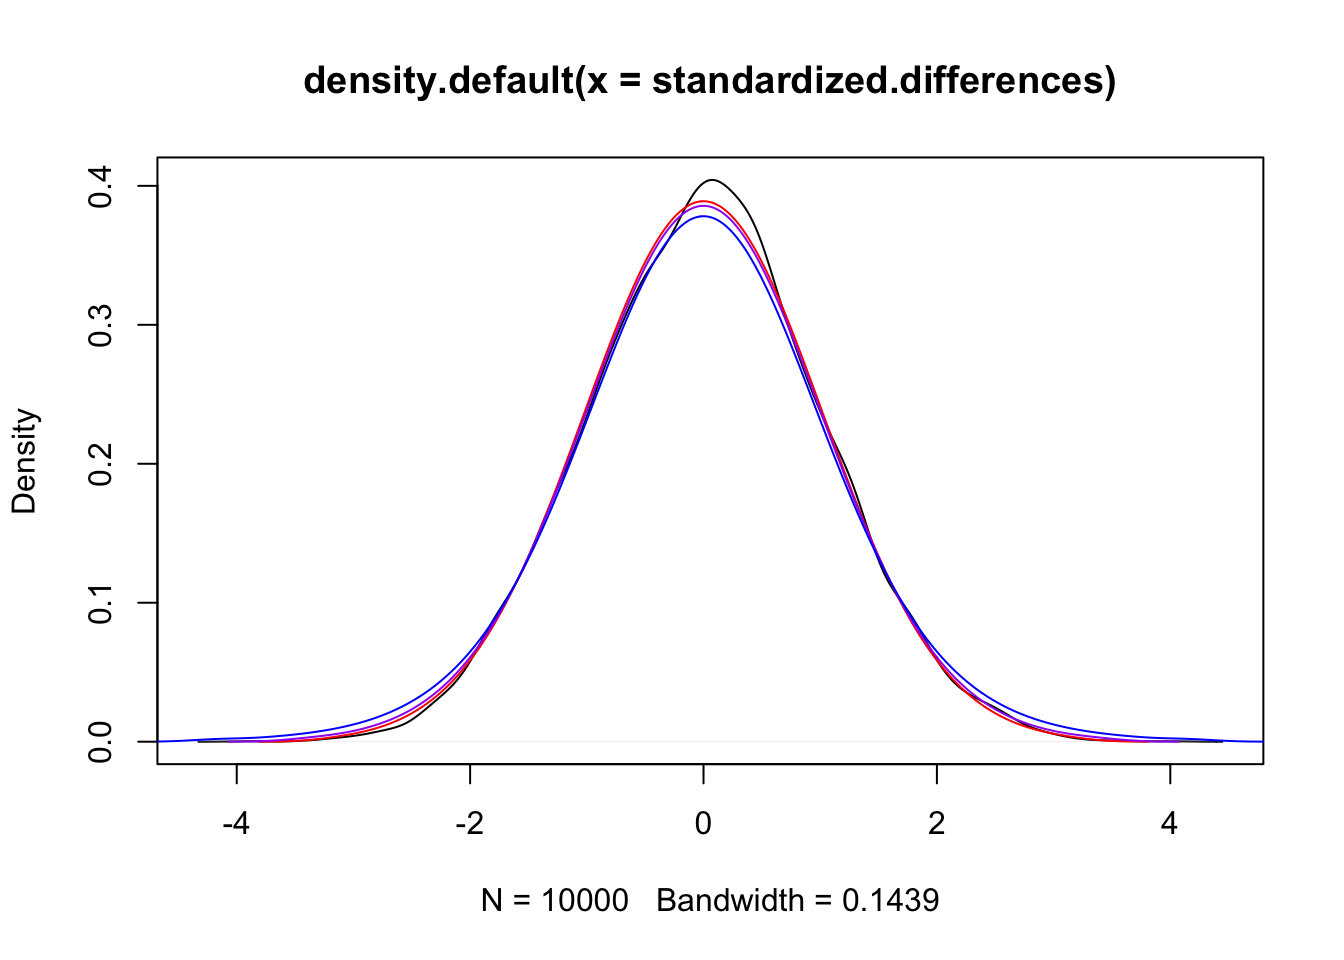 density.default(x = standardized.differences)
Density
0.4
0.3
0.2
0.1
0.0
-4 -2 0 2 4
N = 10000 Bandwidth = 0.1439